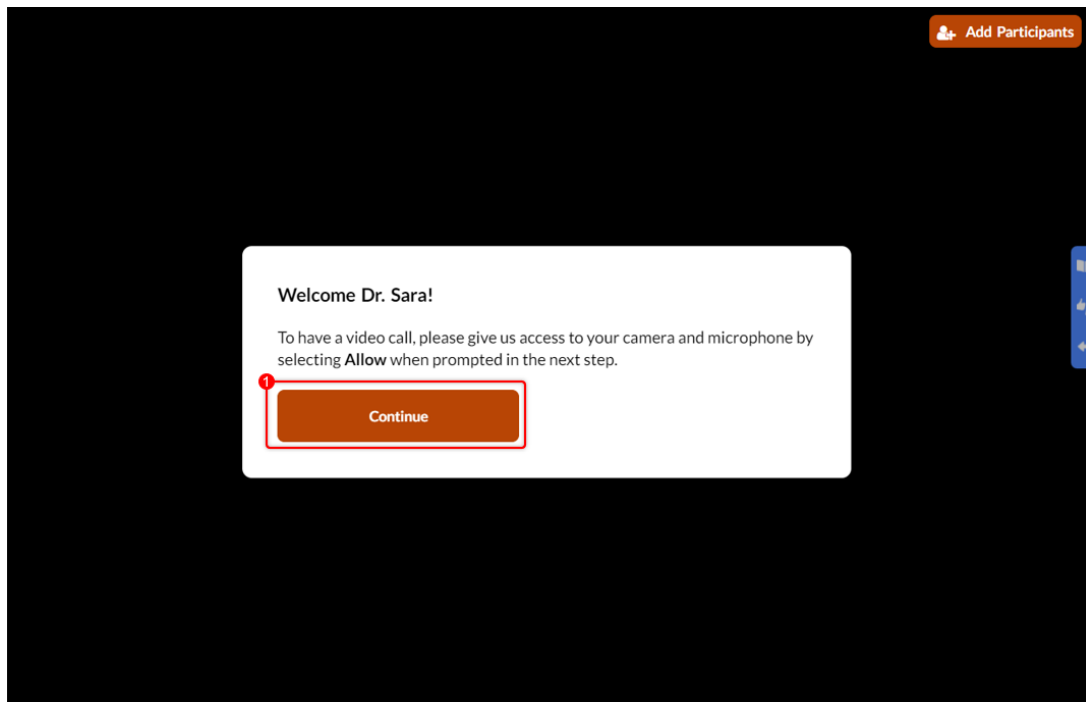 Add Participants
Welcome Dr. Sara!
To have a video call, please give us access to your camera and microphone by
selecting Allow when prompted in the next step.
1
Continue